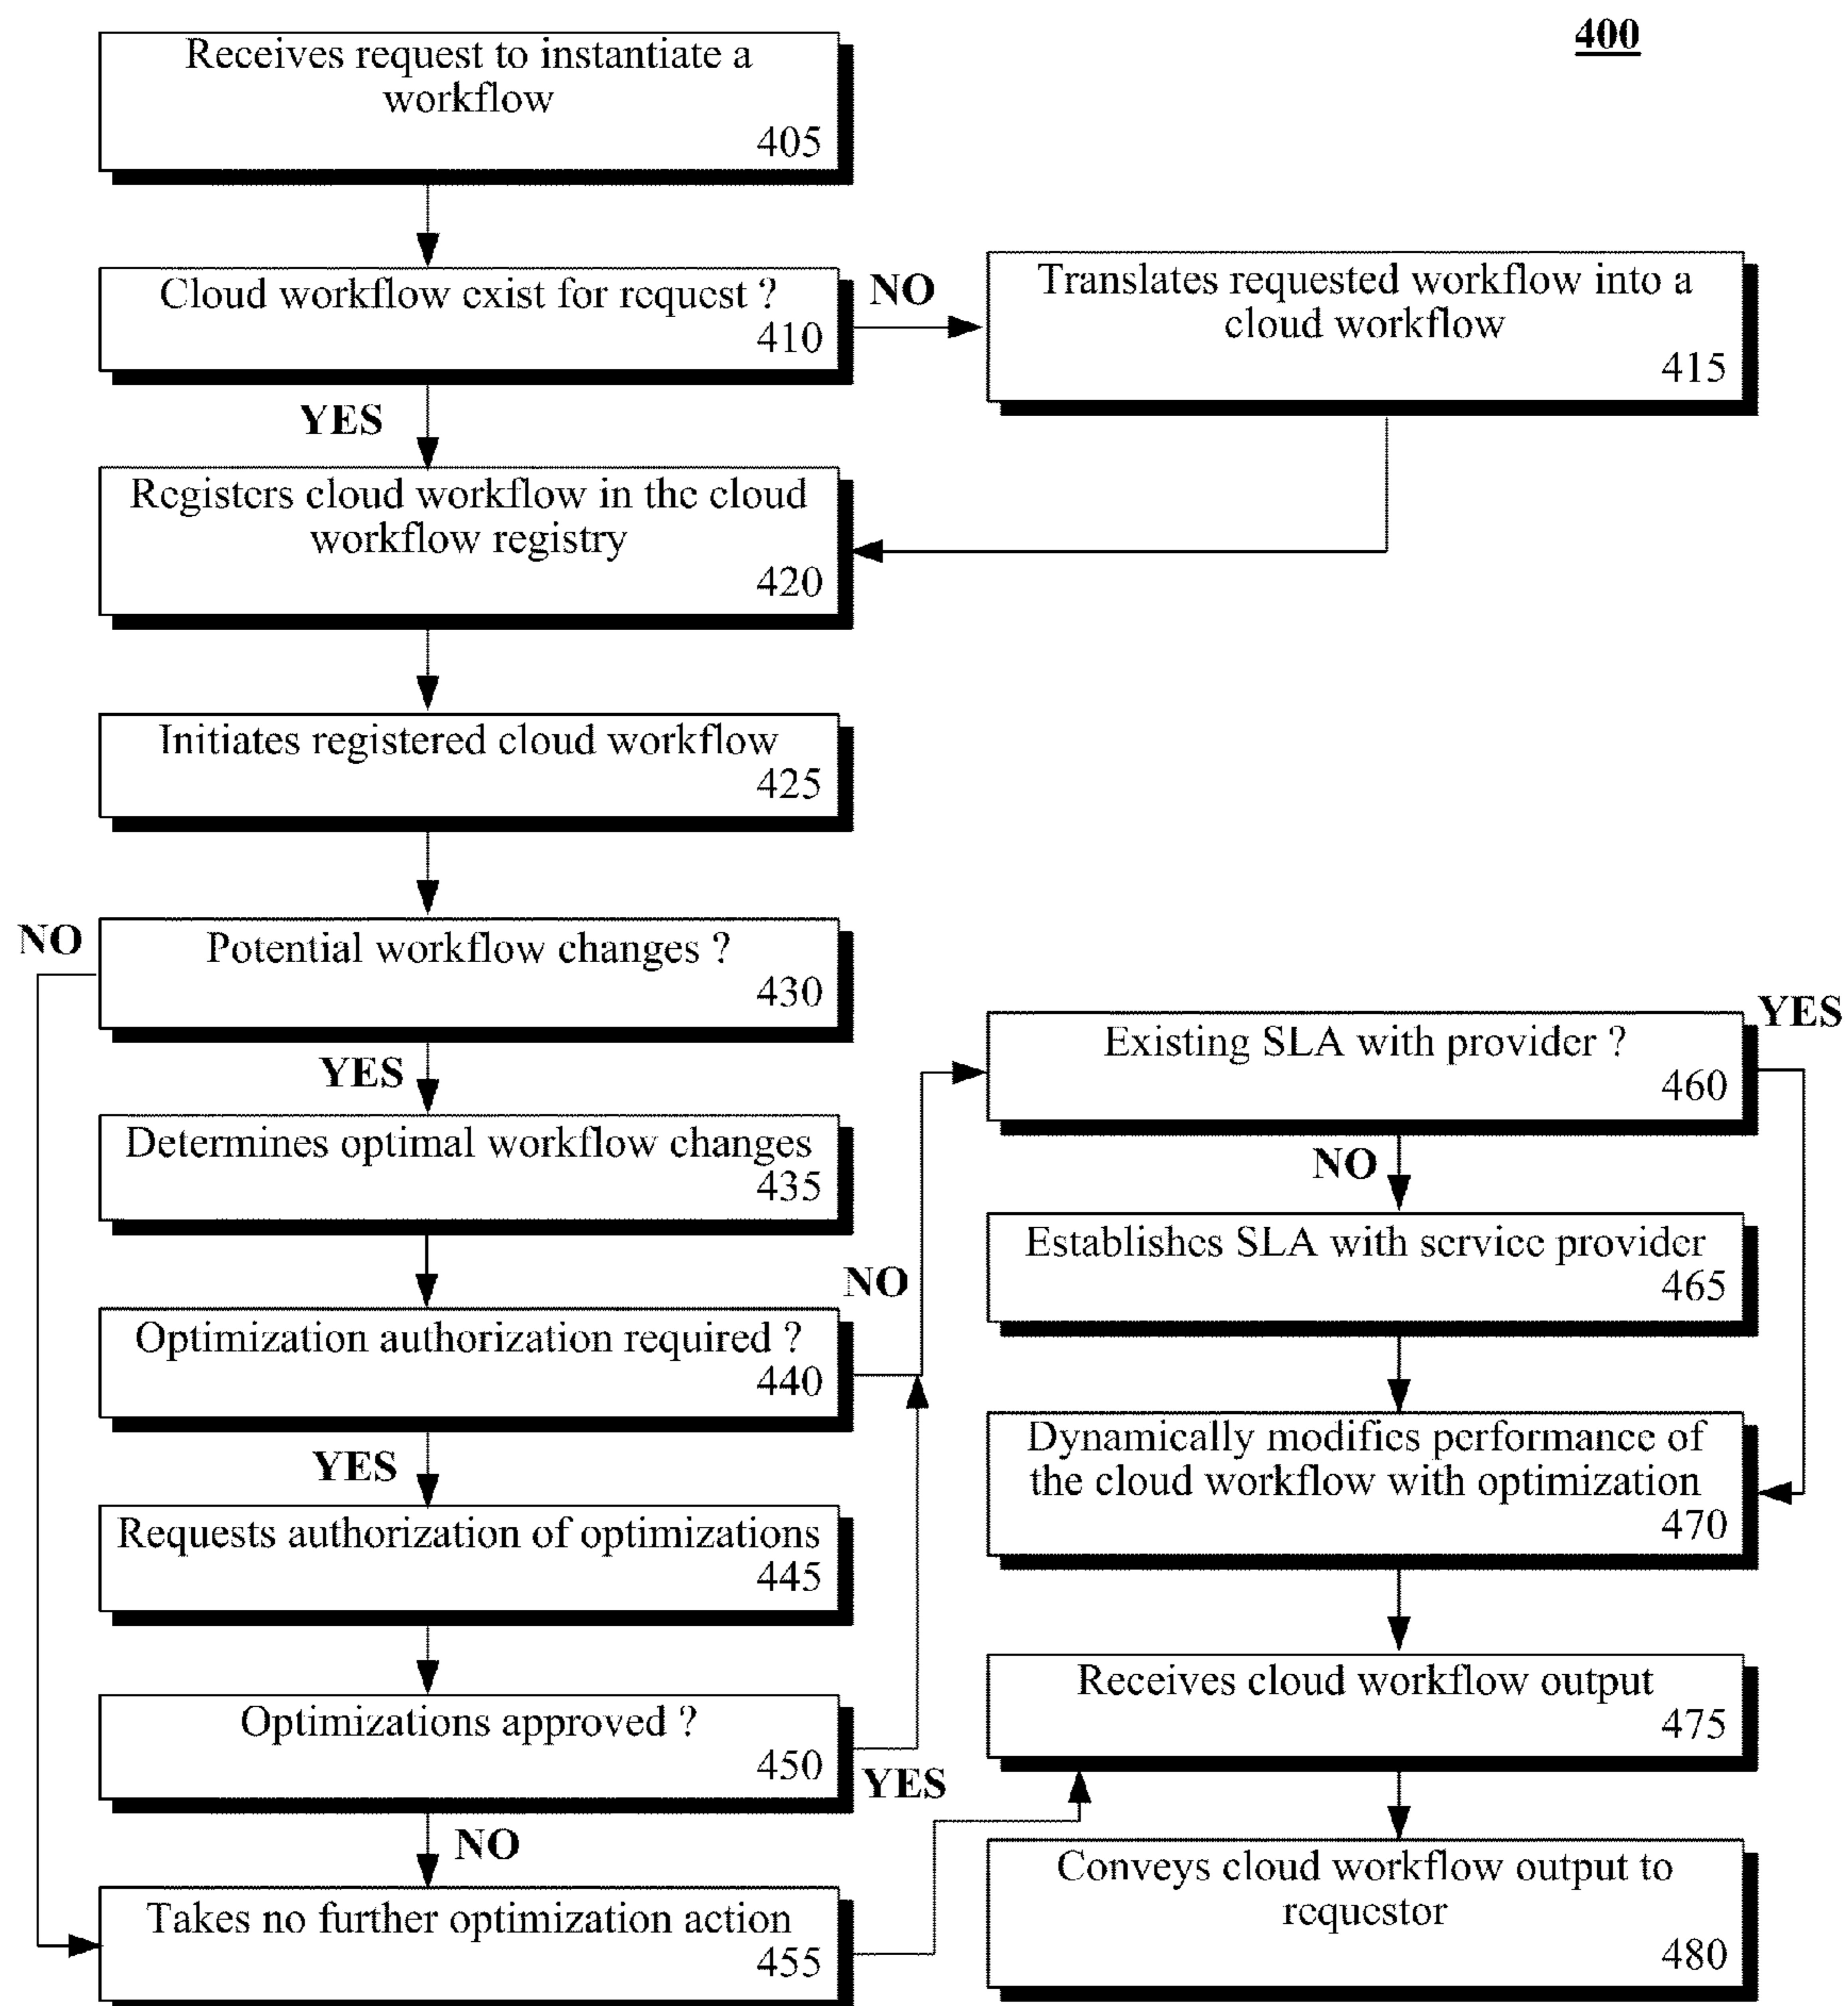 400
Receives request to instantiate a
workflow
405
Cloud workflow exist for request ?
410
NO
Translates requested workflow into a
cloud workflow
415
YES
Registers cloud workflow in the cloud
workflow registry
420
Initiates registered cloud workflow
425
NO
Potential workflow changes ?
430
YES
Determines optimal workflow changes
435
Optimization authorization required ?
440
NO
YES
Requests authorization of optimizations
445
Optimizations approved ?
450
YES
NO
Takes no further optimization action
455
Existing SLA with provider ?
460
YES
NO
Establishes SLA with service provider
465
Dynamically modifies performance of
the cloud workflow with optimization
470
Receives cloud workflow output
475
Conveys cloud workflow output to
requestor
480